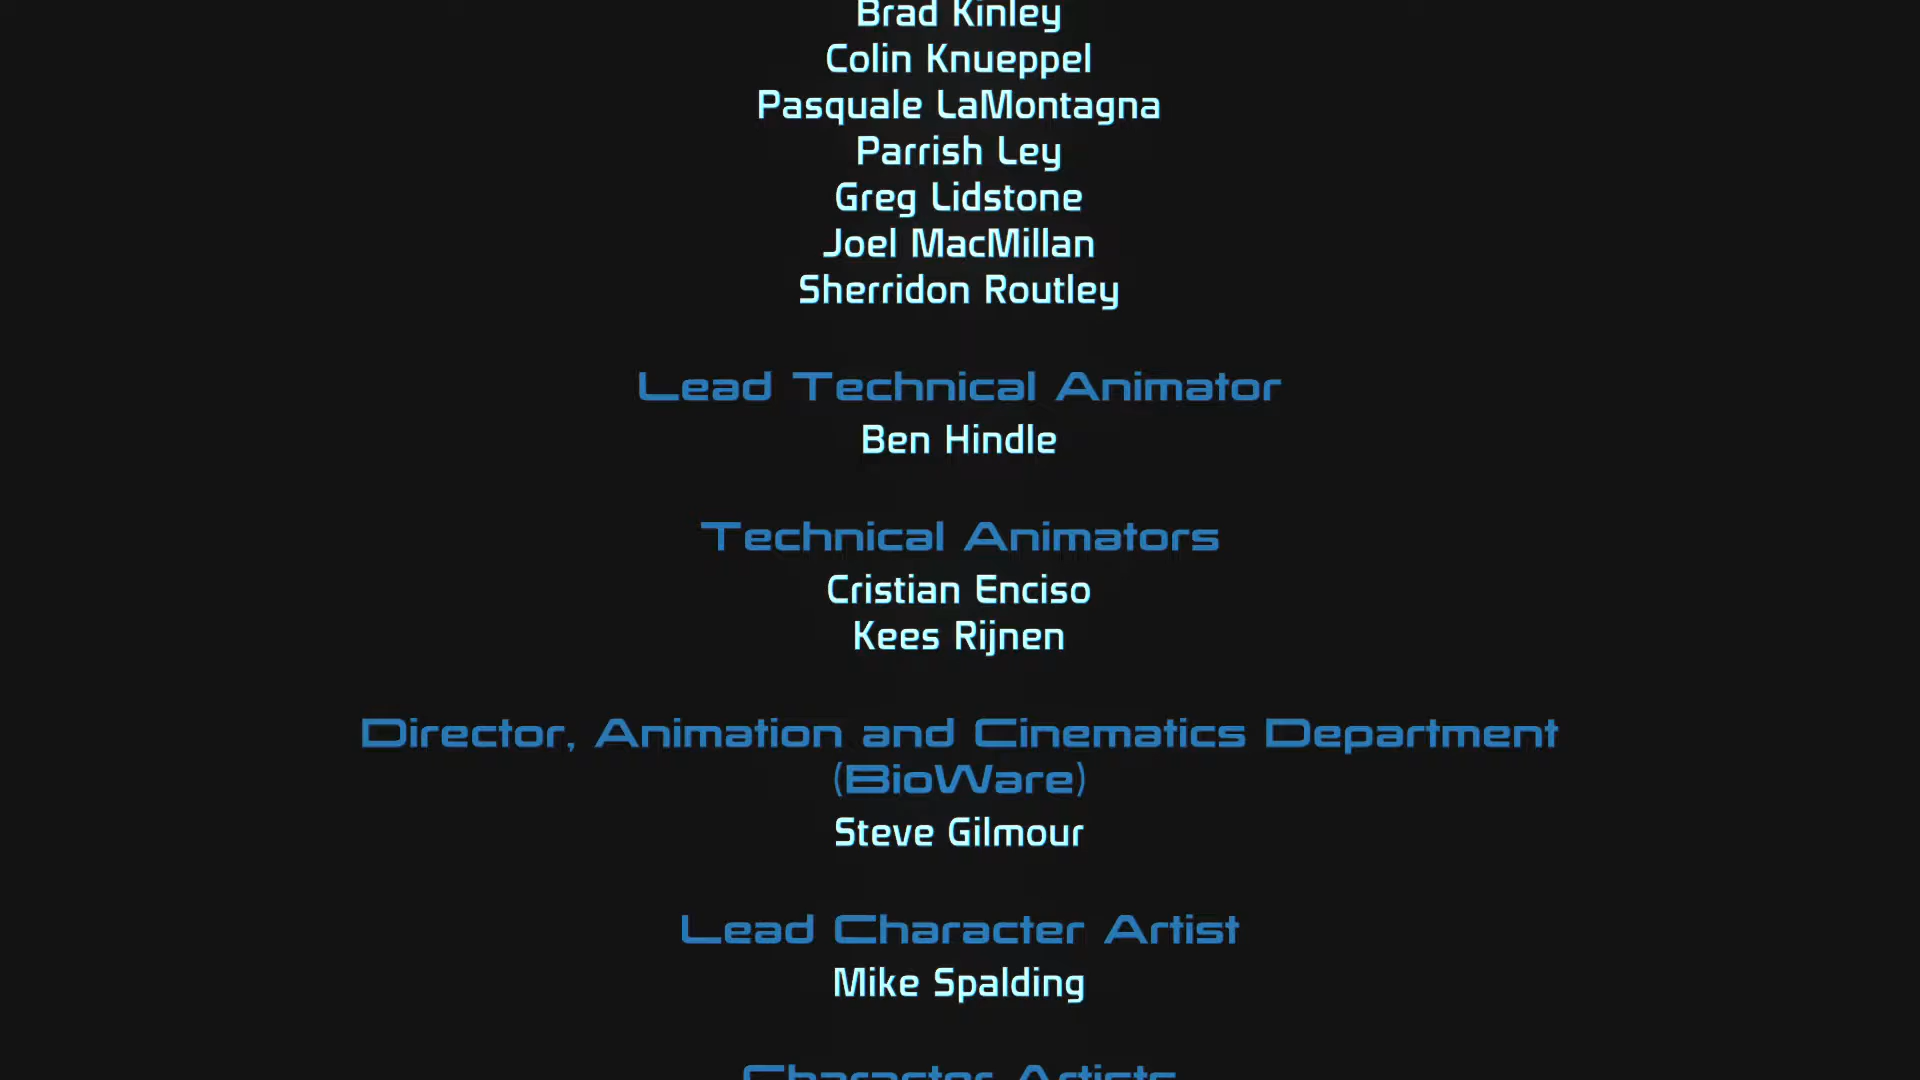 Brad Kinley
Colin Knueppel
Pasquale LaMontagna
Parrish Ley
Greg Lidstone
Joel MacMillan
Sherridon Routley
Lead Technical Animator
Ben Hindle
Technical Animators
Cristian Enciso
Kees Rijnen
Director, Animation and Cinematics Department
(BioWare)
Steve Gilmour
Lead Character Artist
Mike Spalding
Character Artists